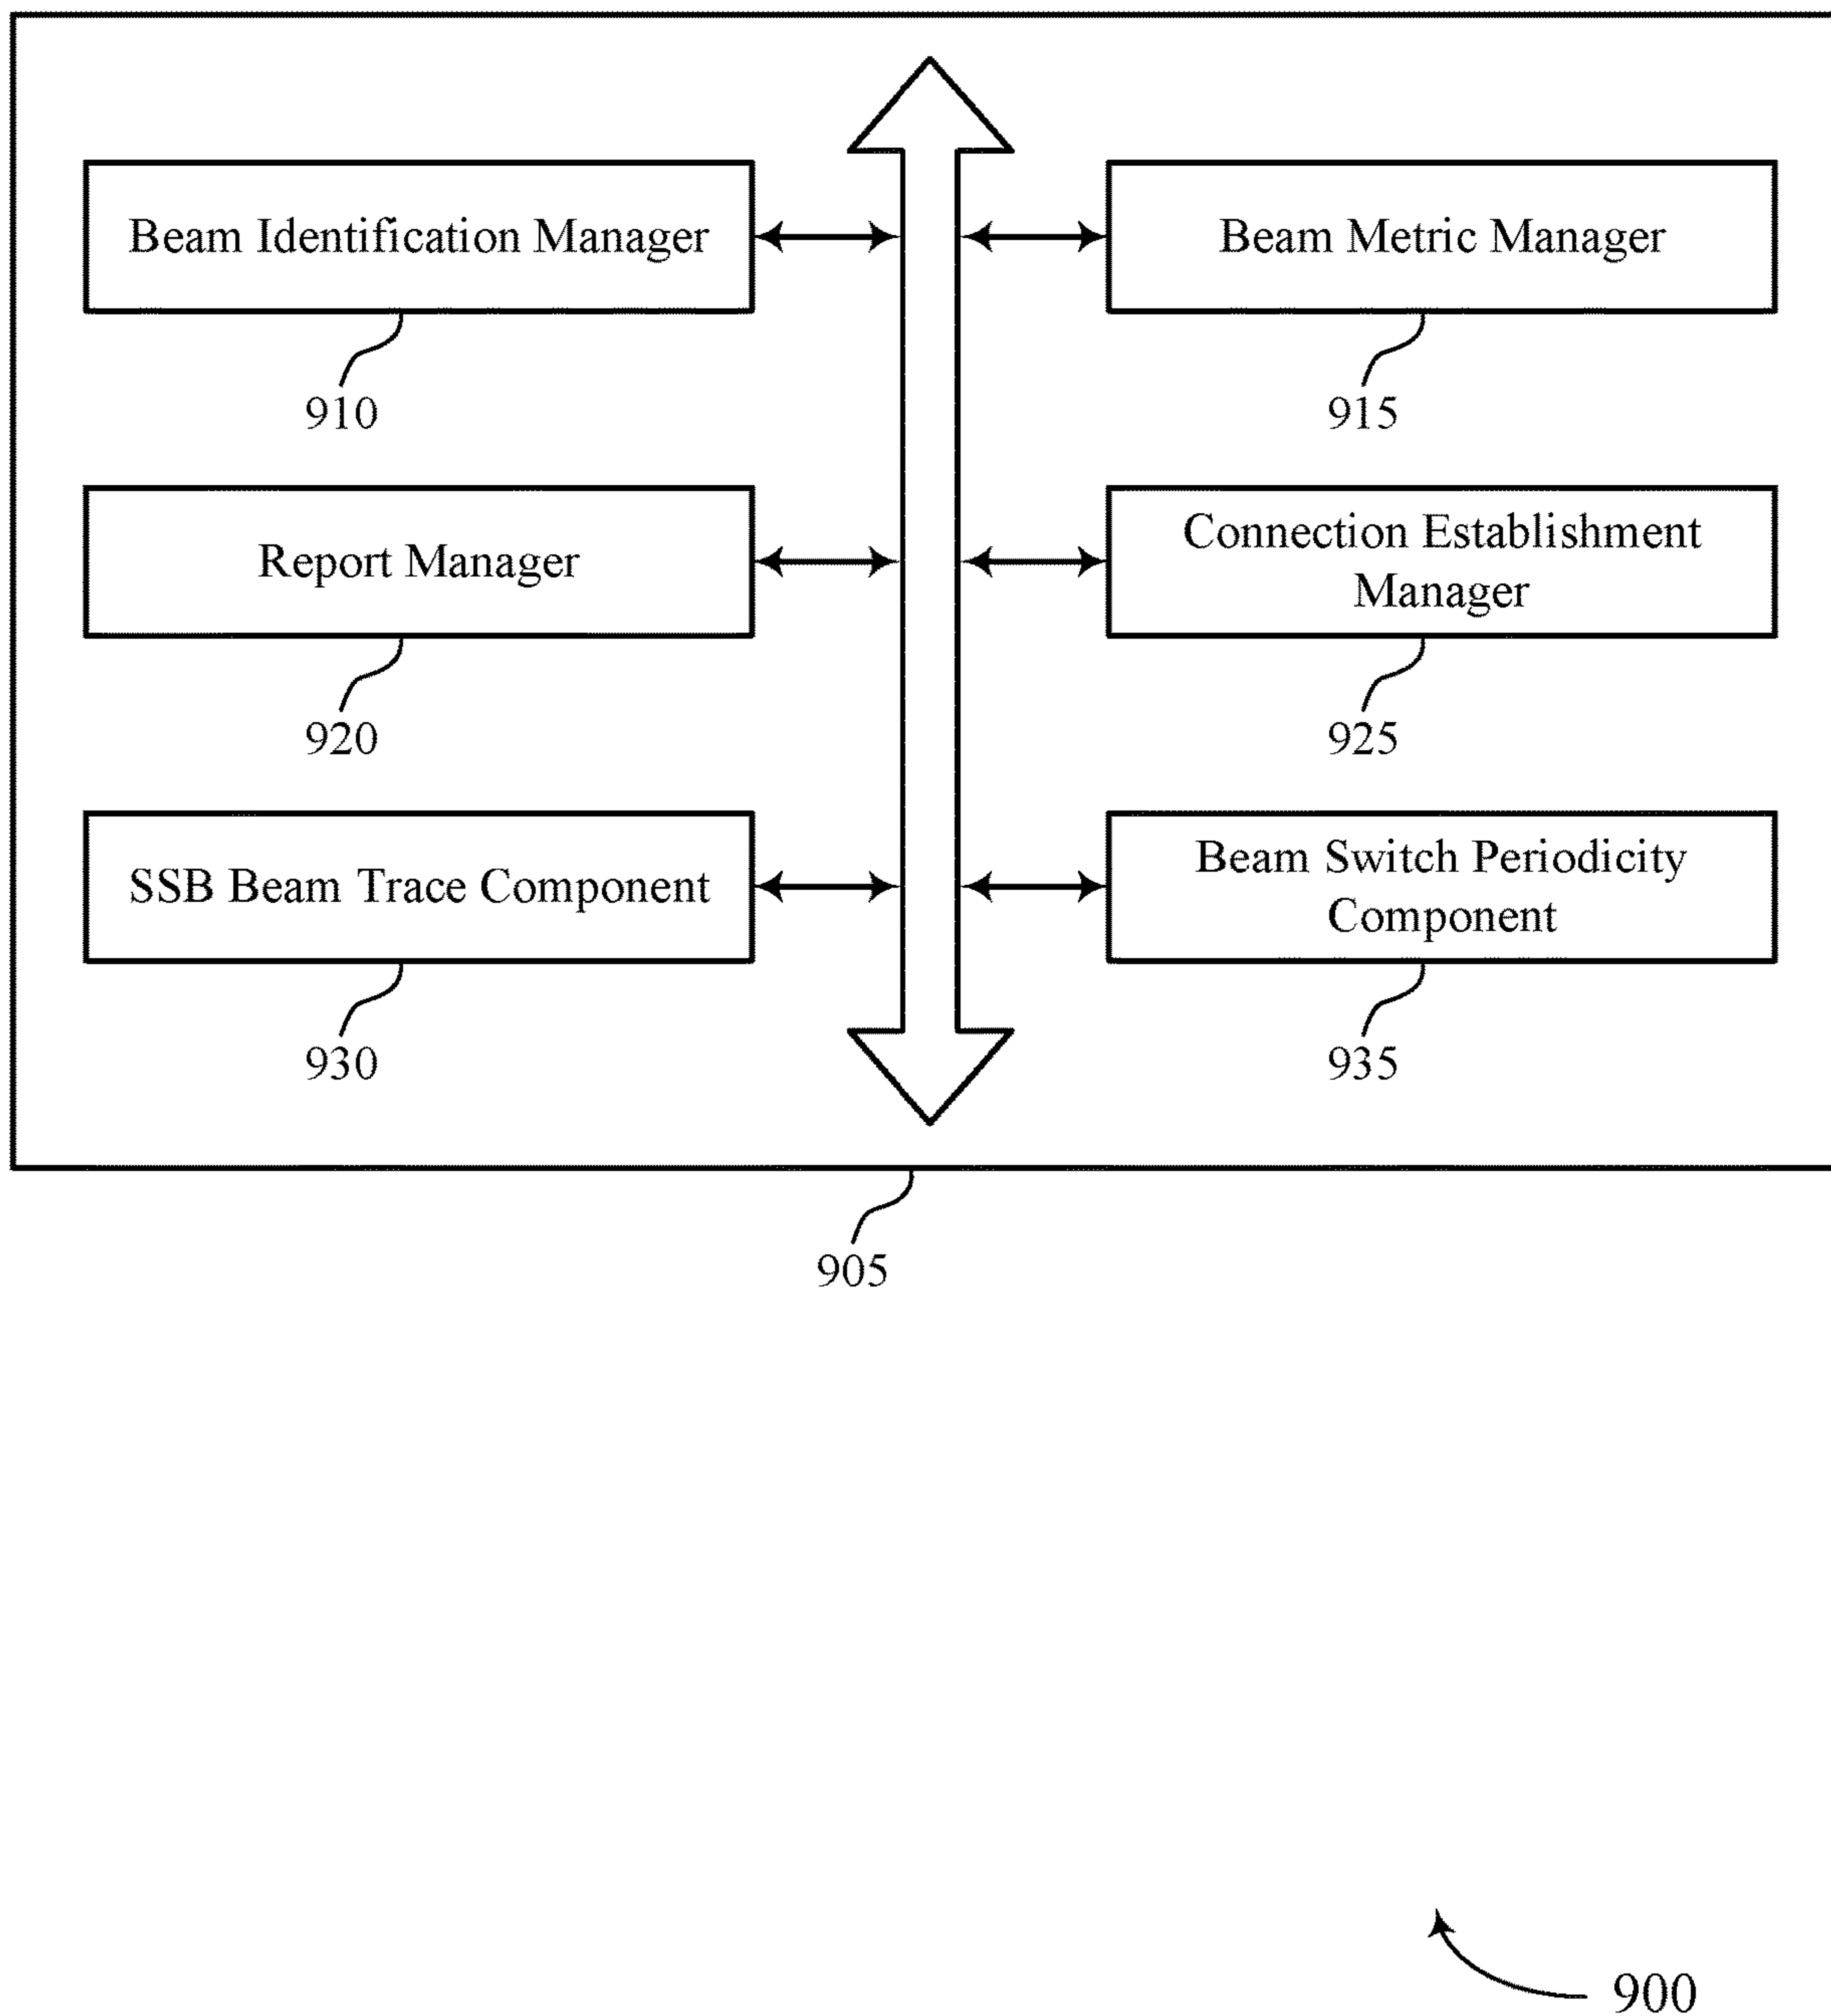 Beam Identification Manager
910
Beam Metric Manager
915
Report Manager
920
Connection Establishment
Manager
925
SSB Beam Trace Component
930
Beam Switch Periodicity
Component
935
905
900